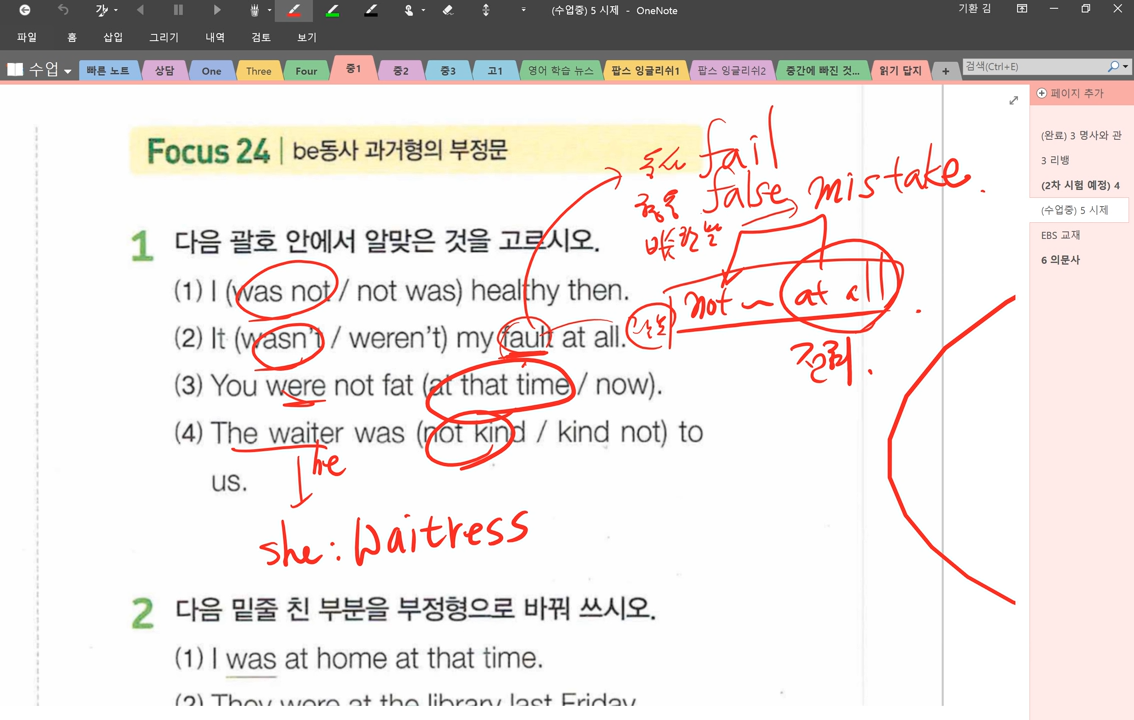 (수업중) 5 시제 - OneNote
기환 김
파일 홈 삽입 그리기 내역 검토 보기
수업 빠른 노트 상담 One Three Four 중1 중2 중3 고1 영어 학습 뉴스 팝스 잉글리쉬1 팝스 잉글리쉬2 중간에 빠진 것... 읽기 답지 + 검색(Ctrl+E)
페이지 추가
(완료) 3 명사와 관
3 리뱅
(2차 시험 예정) 4
(수업중) 5 시제
EBS 교재
6 의문사
Focus 24 be동사 과거형의 부정문
fail
false mistake.
1 다음 괄호 안에서 알맞은 것을 고르시오.
(1) I (was not / not was) healthy then.
not ~ at all.
(2) It (wasn't / weren't) my fault at all.
(3) You were not fat (at that time / now).
(4) The waiter was (not kind / kind not) to
us.
he
she : Waitress
2 다음 밑줄 친 부분을 부정형으로 바꿔 쓰시오.
(1) I was at home at that time.
(2) They were at the library last Friday.